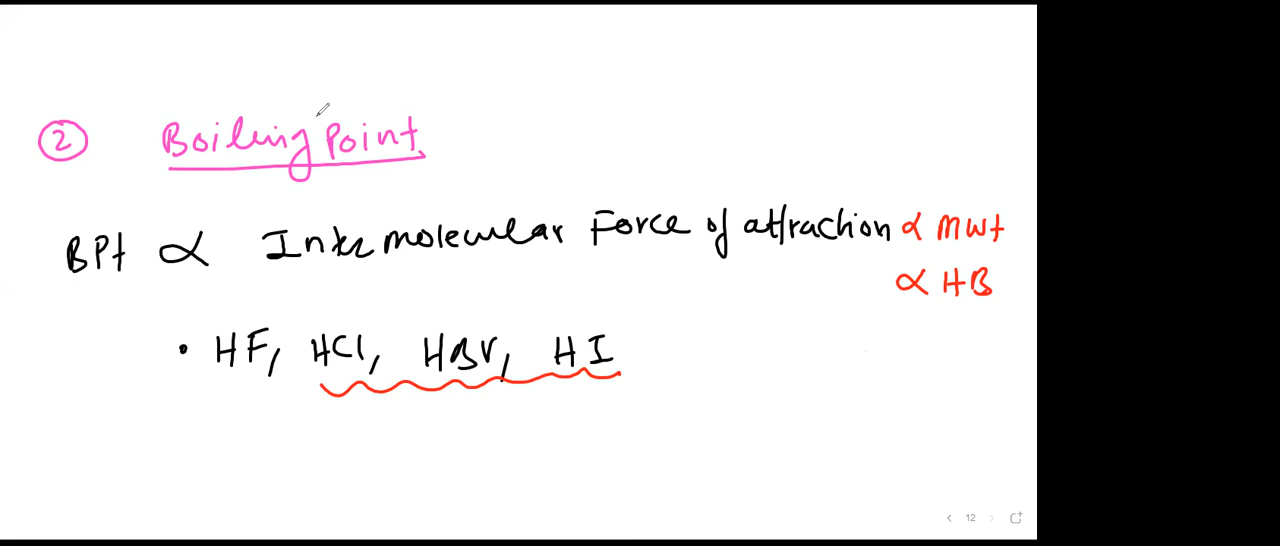 ② Boiling Point
BPt ∝ Intermolecular Force of attraction ∝ Mwt
∝ HB
• HF, HCl, HBr, HI
12